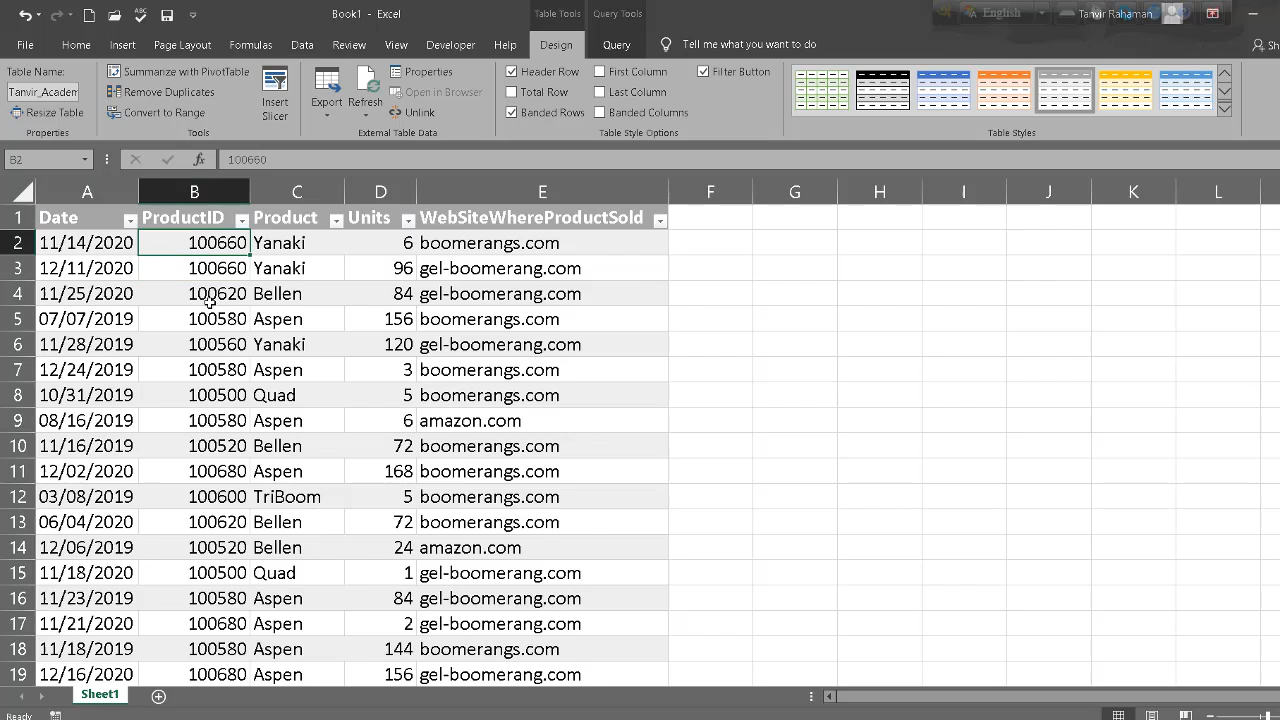 Book1 - Excel
Table Tools
Query Tools
English
Tanvir Rahaman
File Home Insert Page Layout Formulas Data Review View Developer Help Design Query Tell me what you want to do
Table Name:
Tanvir_Academ
Resize Table
Properties
Summarize with PivotTable
Remove Duplicates
Convert to Range
Tools
Insert Slicer
Export
Refresh
Properties
Open in Browser
Unlink
External Table Data
Header Row First Column Filter Button
Total Row Last Column
Banded Rows Banded Columns
Table Style Options
Table Styles
B2 fx 100660
A B C D E F G H I J K L
1 Date ProductID Product Units WebSiteWhereProductSold
2 11/14/2020 100660 Yanaki 6 boomerangs.com
3 12/11/2020 100660 Yanaki 96 gel-boomerang.com
4 11/25/2020 100620 Bellen 84 gel-boomerang.com
5 07/07/2019 100580 Aspen 156 boomerangs.com
6 11/28/2019 100560 Yanaki 120 gel-boomerang.com
7 12/24/2019 100580 Aspen 3 boomerangs.com
8 10/31/2019 100500 Quad 5 boomerangs.com
9 08/16/2019 100580 Aspen 6 amazon.com
10 11/16/2019 100520 Bellen 72 boomerangs.com
11 12/02/2020 100680 Aspen 168 boomerangs.com
12 03/08/2019 100600 TriBoom 5 boomerangs.com
13 06/04/2020 100620 Bellen 72 boomerangs.com
14 12/06/2019 100520 Bellen 24 amazon.com
15 11/18/2019 100500 Quad 1 gel-boomerang.com
16 11/23/2019 100580 Aspen 84 gel-boomerang.com
17 11/21/2020 100680 Aspen 2 gel-boomerang.com
18 11/18/2019 100580 Aspen 144 boomerangs.com
19 12/16/2020 100680 Aspen 156 gel-boomerang.com
Sheet1
Ready